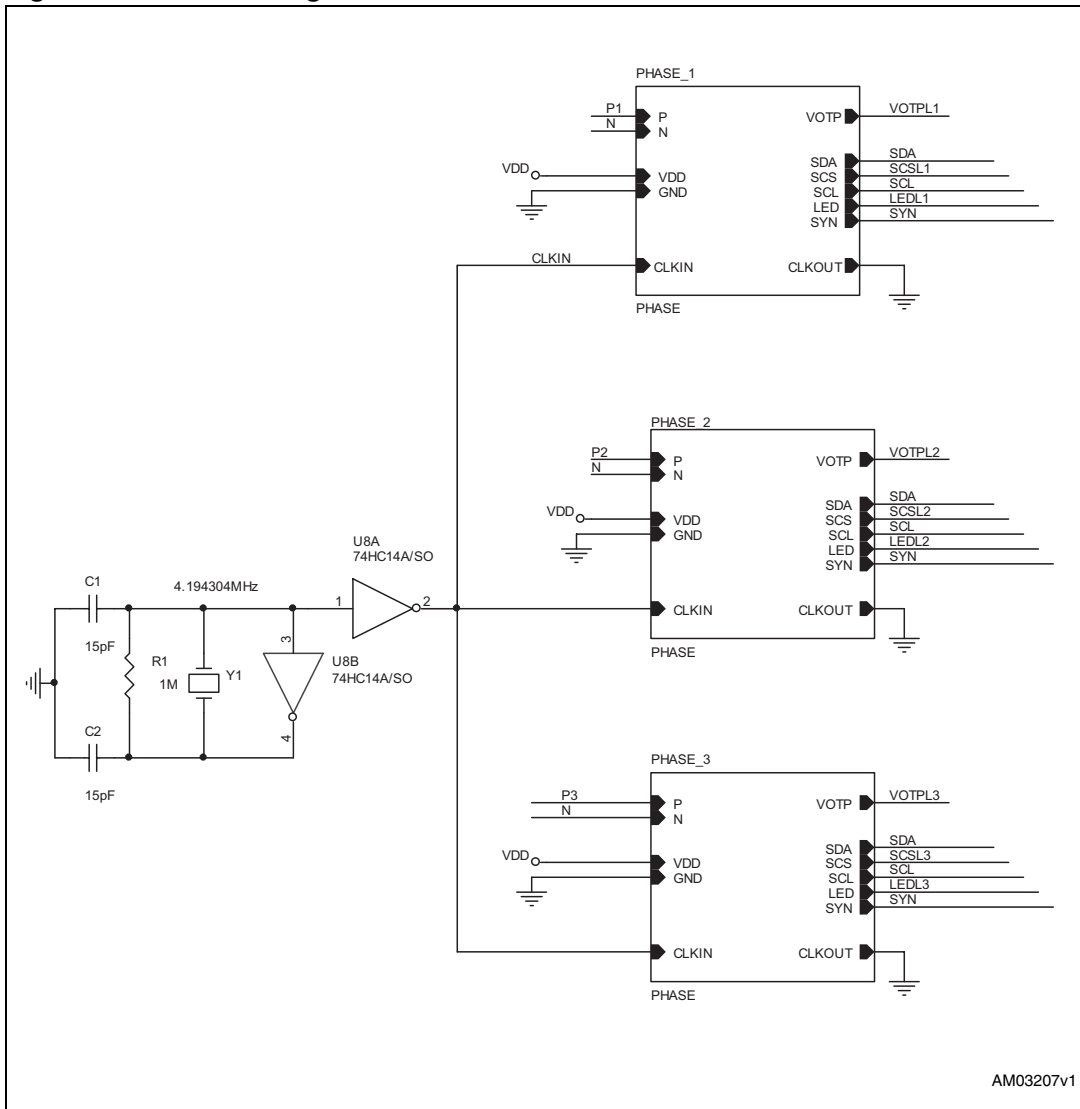 PHASE_1
P1
N
P
N
VOTP
VOTPL1
VDD
VDD
GND
SDA
SCS
SCL
LED
SYN
SDA
SCSL1
SCL
LEDL1
SYN
CLKIN
CLKIN
CLKOUT
PHASE
PHASE_2
P2
N
P
N
VOTP
VOTPL2
VDD
VDD
GND
SDA
SCS
SCL
LED
SYN
SDA
SCSL2
SCL
LEDL2
SYN
CLKIN
CLKOUT
PHASE
U8A
74HC14A/SO
1
2
C1
15pF
4.194304MHz
R1
1M
Y1
3
U8B
74HC14A/SO
4
C2
15pF
PHASE_3
P3
N
P
N
VOTP
VOTPL3
VDD
VDD
GND
SDA
SCS
SCL
LED
SYN
SDA
SCSL3
SCL
LEDL3
SYN
CLKIN
CLKOUT
PHASE
AM03207v1